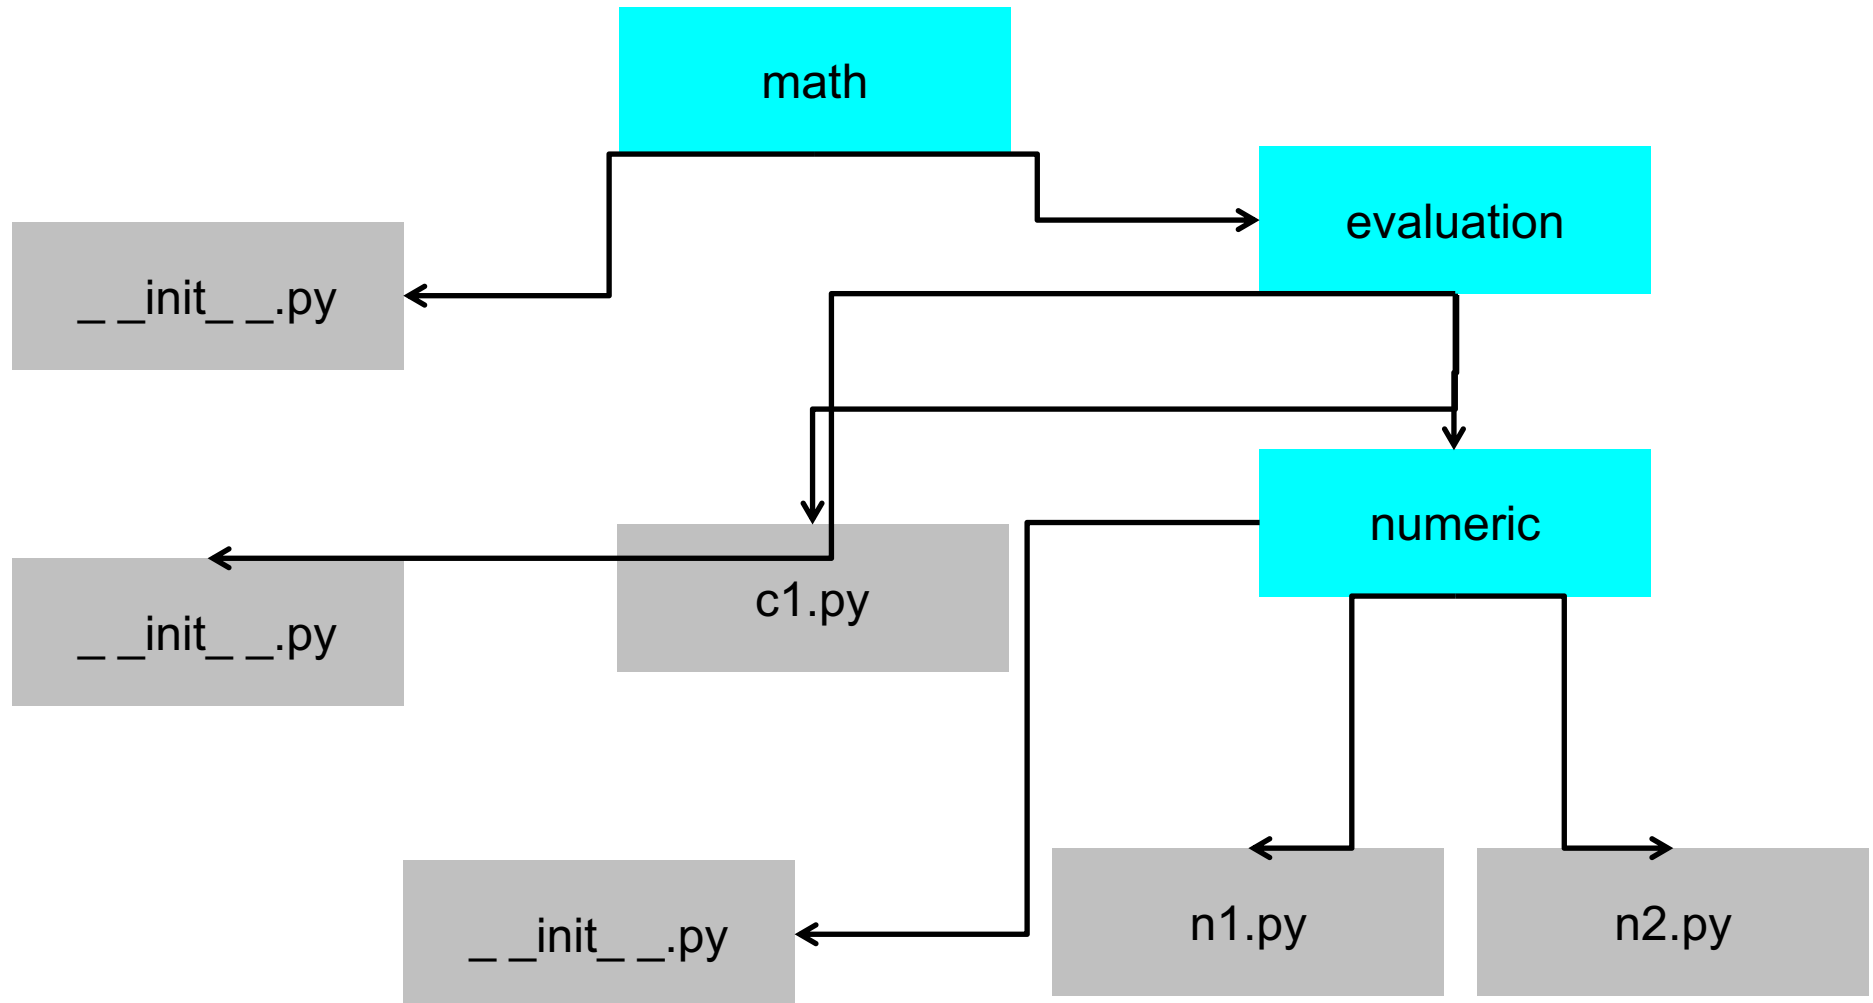 math
evaluation
_ _init_ _.py
numeric
_ _init_ _.py
c1.py
_ _init_ _.py
n1.py
n2.py